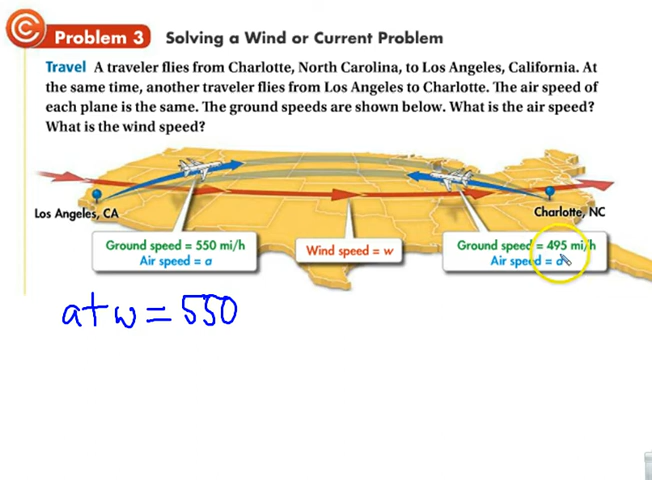 C Problem 3 Solving a Wind or Current Problem
Travel A traveler flies from Charlotte, North Carolina, to Los Angeles, California. At
the same time, another traveler flies from Los Angeles to Charlotte. The air speed of
each plane is the same. The ground speeds are shown below. What is the air speed?
What is the wind speed?
Los Angeles, CA
Charlotte, NC
Ground speed = 550 mi/h
Air speed = a
Wind speed = w
Ground speed = 495 mi/h
Air speed = a
a+w=550